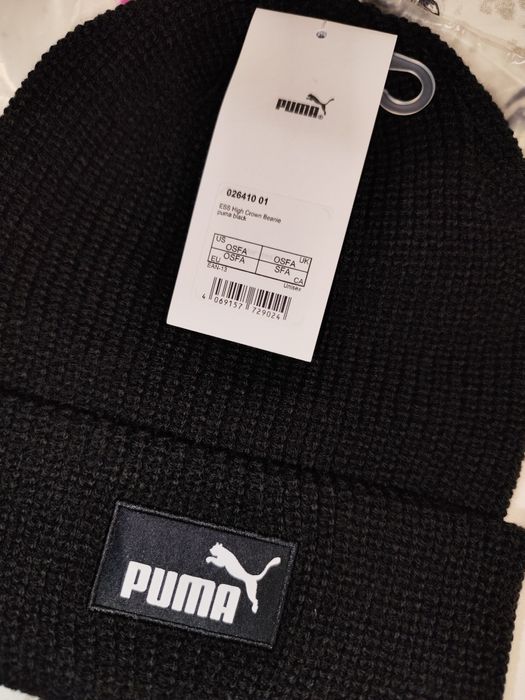 PUMA®
026410 01
ESS High Crown Beanie
puma black
US OSFA OSFA UK
EU OSFA SFA CA
EAN-13 Unisex
4 069157 729024
PUMA